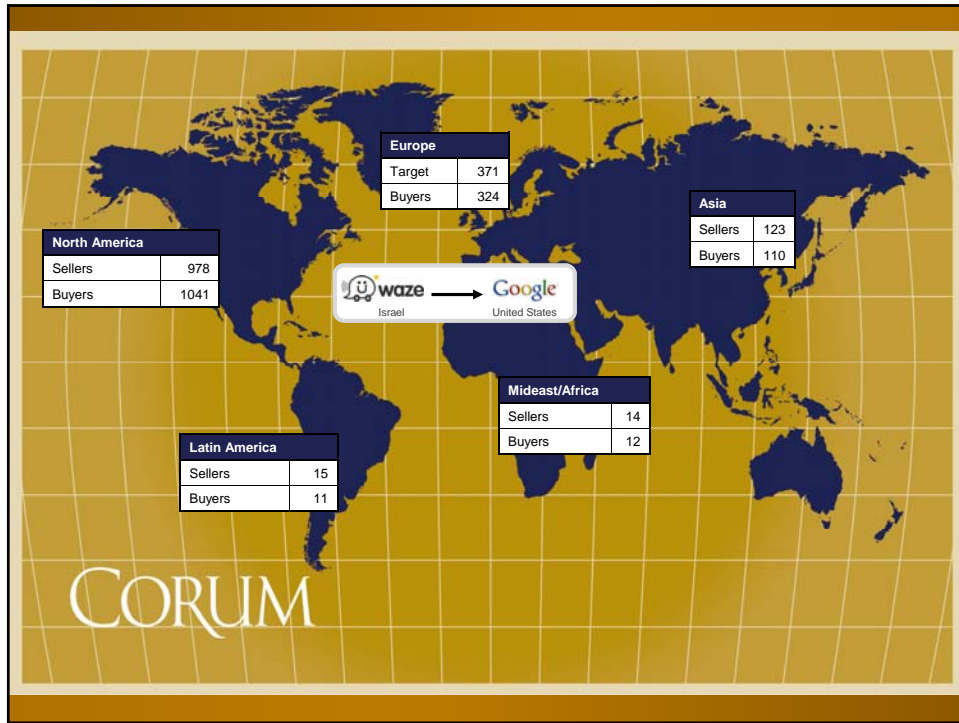 Europe
Target 371
Buyers 324
Asia
Sellers 123
Buyers 110
North America
Sellers 978
Buyers 1041
waze Google
Israel United States
Mideast/Africa
Sellers 14
Buyers 12
Latin America
Sellers 15
Buyers 11
CORUM